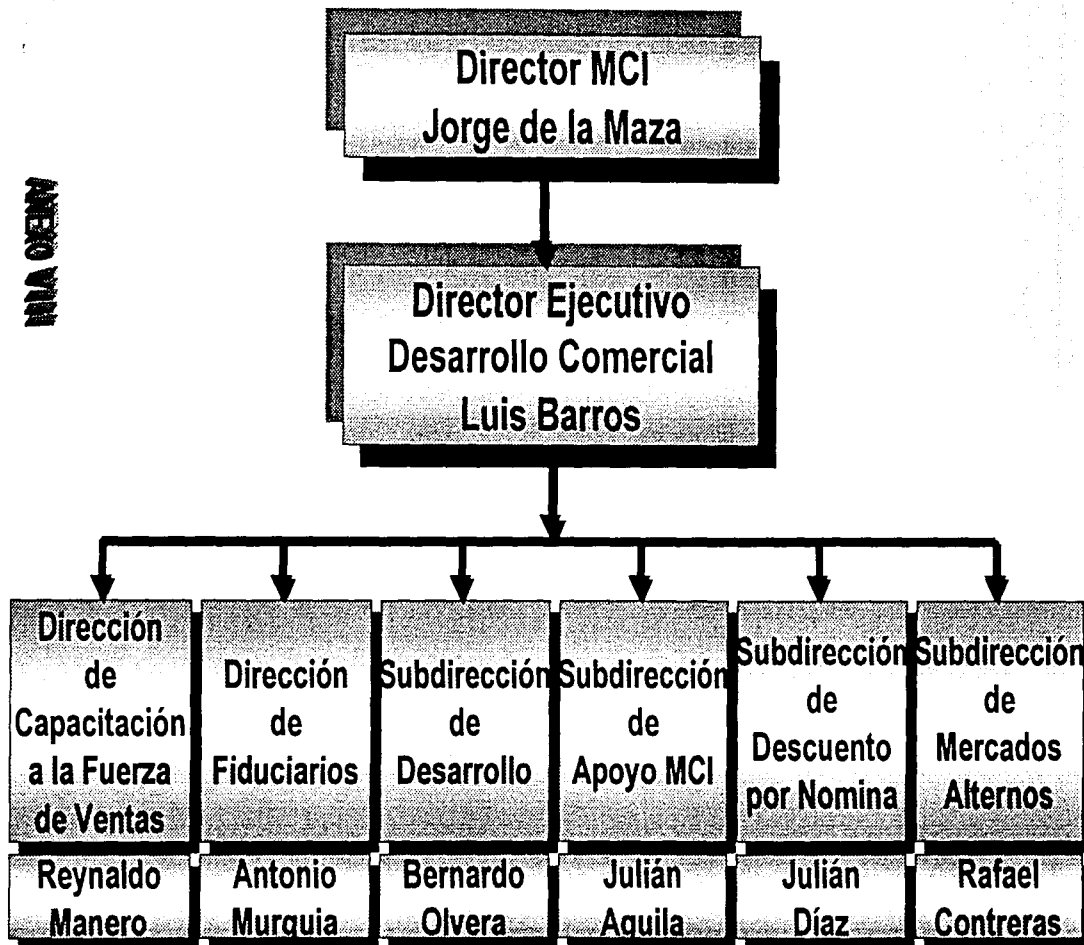 Director MCI
Jorge de la Maza
ANEXO VIII
Director Ejecutivo
Desarrollo Comercial
Luis Barros
Dirección
de
Capacitación
a la Fuerza
de Ventas
Reynaldo
Manero
Dirección
de
Fiduciarios
Antonio
Murguia
Subdirección
de
Desarrollo
Bernardo
Olvera
Subdirección
de
Apoyo MCI
Julián
Aguila
Subdirección
de
Descuento
por Nomina
Julián
Díaz
Subdirección
de
Mercados
Alternos
Rafael
Contreras